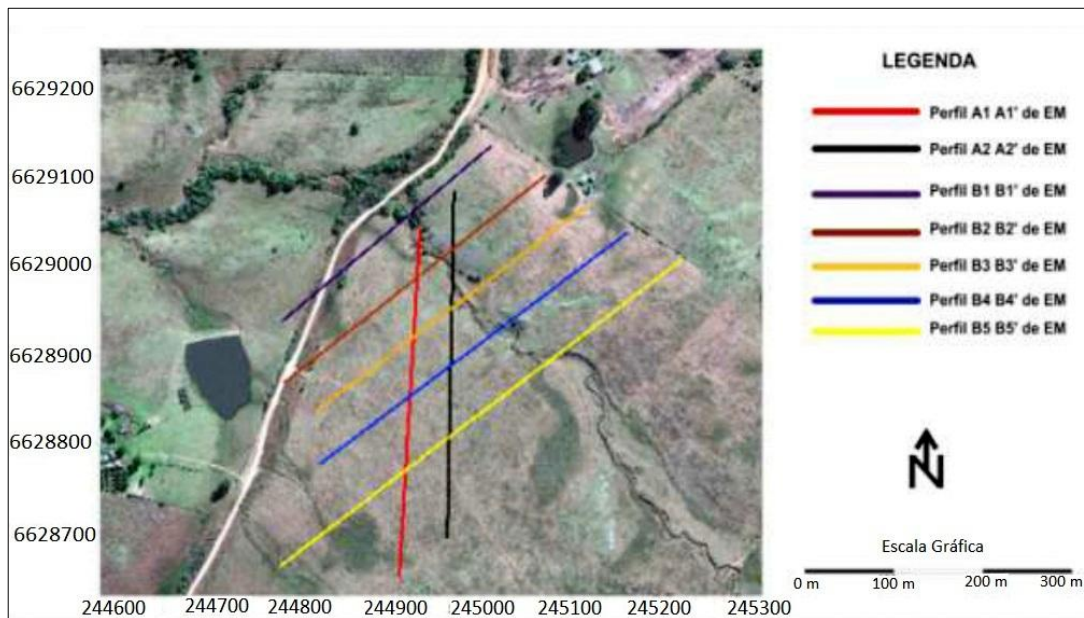 LEGENDA
Perfil A1 A1' de EM
Perfil A2 A2' de EM
Perfil B1 B1' de EM
Perfil B2 B2' de EM
Perfil B3 B3' de EM
Perfil B4 B4' de EM
Perfil B5 B5' de EM
N
Escala Gráfica
0 m 100 m 200 m 300 m
6629200
6629100
6629000
6628900
6628800
6628700
244600 244700 244800 244900 245000 245100 245200 245300